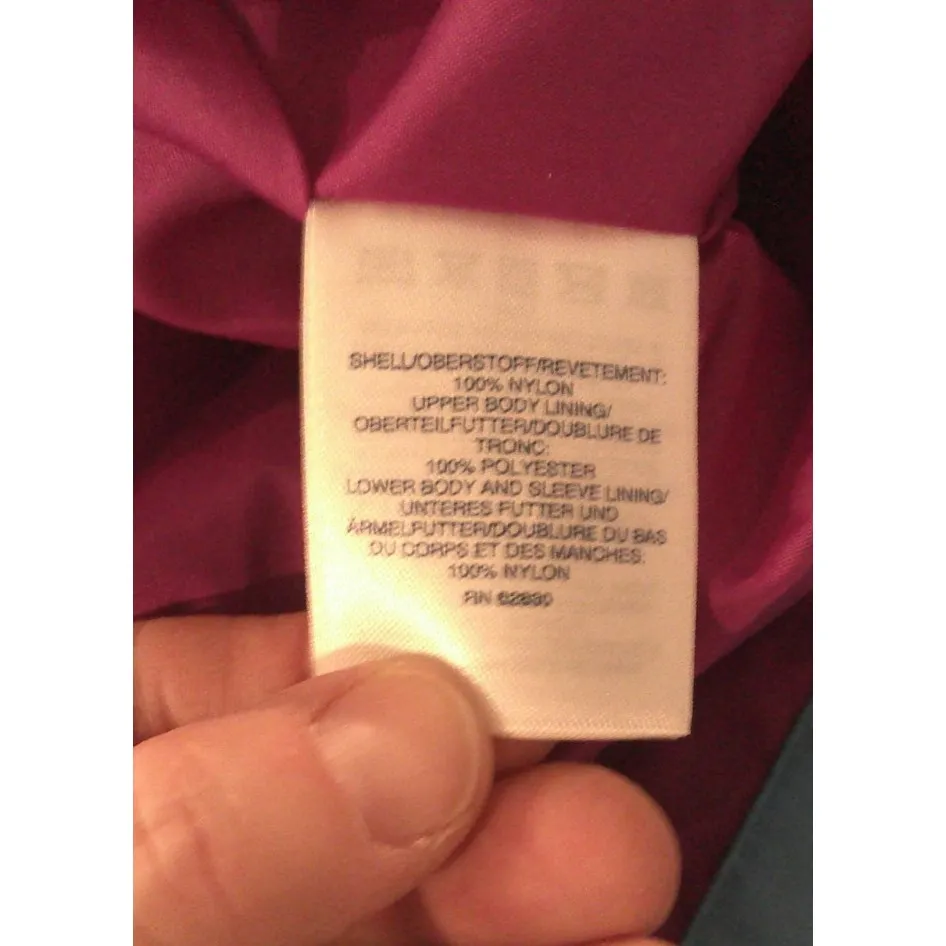 SHELL/OBERSTOFF/REVETEMENT:
100% NYLON
UPPER BODY LINING/
OBERTEILFUTTER/DOUBLURE DE
TRONC:
100% POLYESTER
LOWER BODY AND SLEEVE LINING/
UNTERES FUTTER UND
ÄRMELFUTTER/DOUBLURE DU BAS
DU CORPS ET DES MANCHES:
100% NYLON
RN